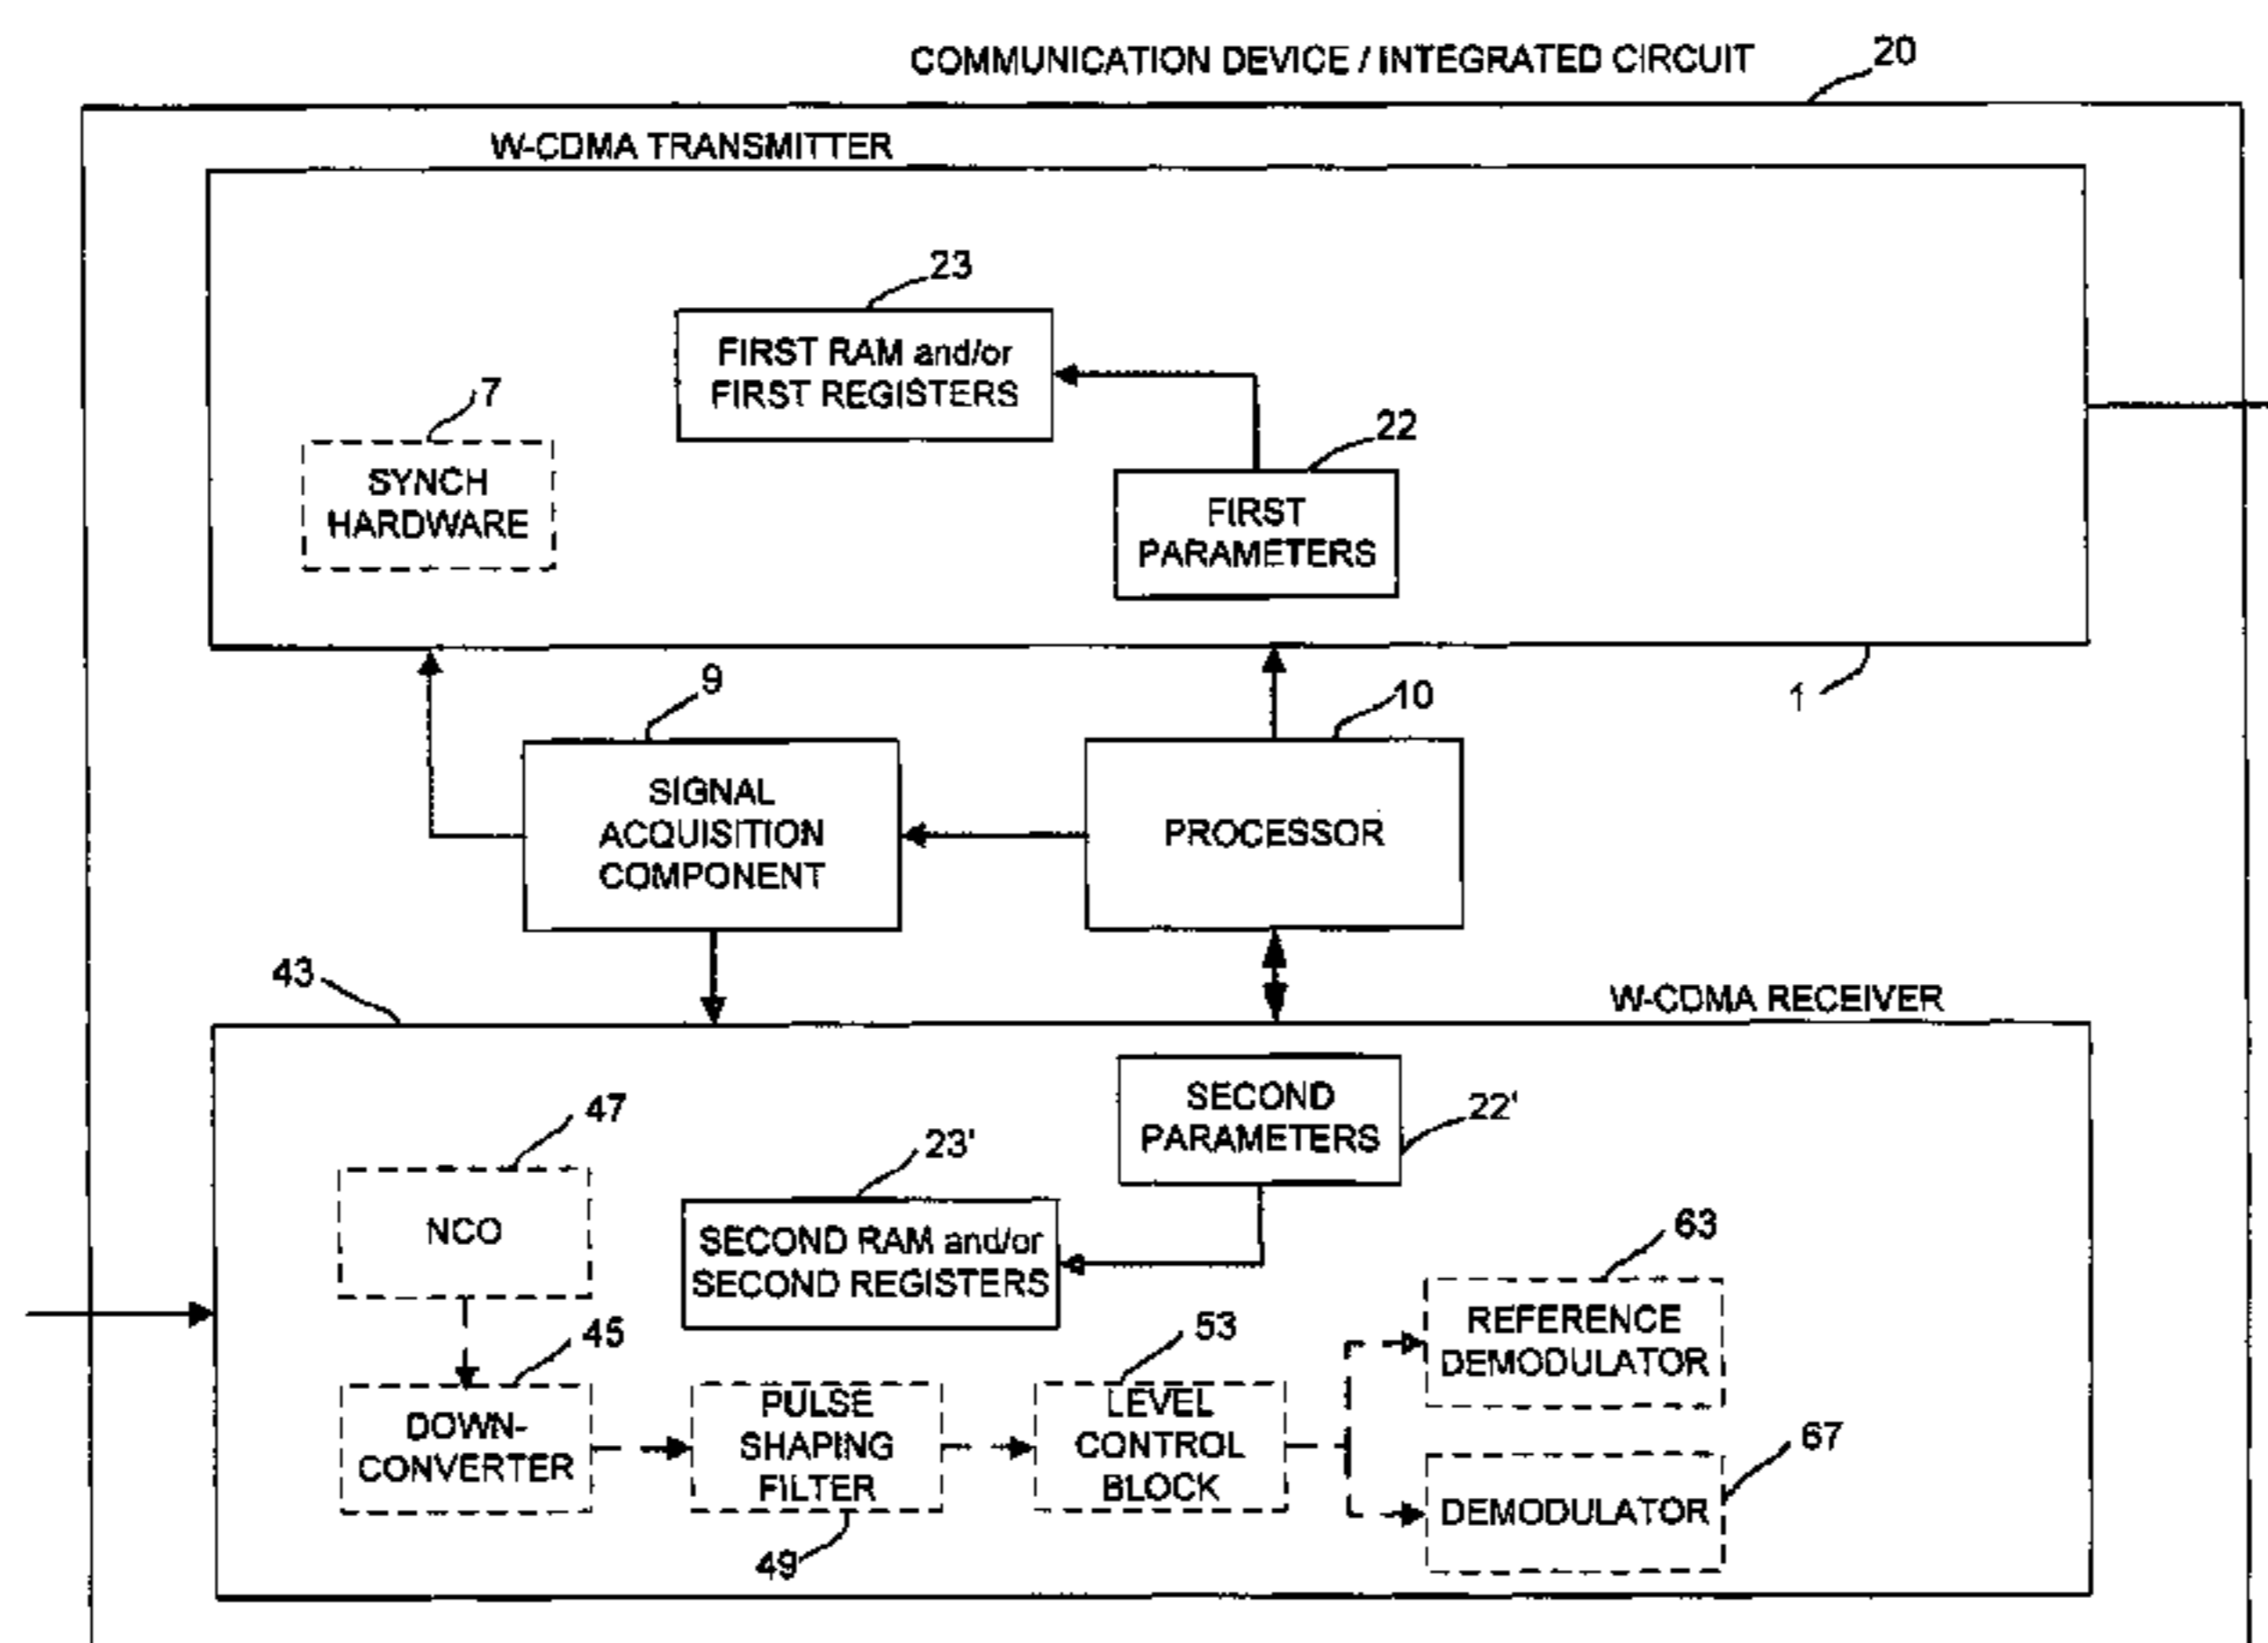 COMMUNICATION DEVICE / INTEGRATED CIRCUIT
20
W-CDMA TRANSMITTER
23
FIRST RAM and/or
FIRST REGISTERS
7
SYNCH
HARDWARE
22
FIRST
PARAMETERS
1
9
SIGNAL
ACQUISITION
COMPONENT
10
PROCESSOR
43
W-CDMA RECEIVER
SECOND
PARAMETERS
22'
47
NCO
23'
SECOND RAM and/or
SECOND REGISTERS
63
REFERENCE
DEMODULATOR
45
DOWN-
CONVERTER
PULSE
SHAPING
FILTER
49
53
LEVEL
CONTROL
BLOCK
67
DEMODULATOR